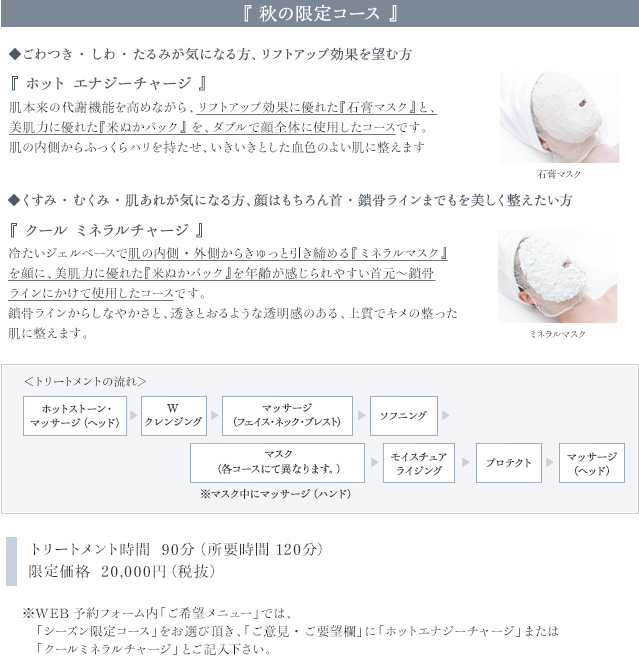 『 秋の限定コース 』
◆ごわつき・しわ・たるみが気になる方、リフトアップ効果を望む方
『 ホット エナジーチャージ 』
肌本来の代謝機能を高めながら、リフトアップ効果に優れた『石膏マスク』と、
美肌力に優れた『米ぬかパック』を、ダブルで顔全体に使用したコースです。
肌の内側からふっくらハリを持たせ、いきいきとした血色のよい肌に整えます
石膏マスク
◆くすみ・むくみ・肌あれが気になる方、顔はもちろん首・鎖骨ラインまでもを美しく整えたい方
『 クール ミネラルチャージ 』
冷たいジェルベースで肌の内側・外側からきゅっと引き締める『ミネラルマスク』
を顔に、美肌力に優れた『米ぬかパック』を年齢が感じられやすい首元～鎖骨
ラインにかけて使用したコースです。
鎖骨ラインからしなやかさと、透きとおるような透明感のある、上質でキメの整った
肌に整えます。
ミネラルマスク
＜トリートメントの流れ＞
ホットストーン・
マッサージ（ヘッド）
W
クレンジング
マッサージ
（フェイス・ネック・ブレスト）
ソフニング
マスク
（各コースにて異なります。）
モイスチュア
ライジング
プロテクト
マッサージ
（ヘッド）
※マスク中にマッサージ（ハンド）
トリートメント時間 90分（所要時間 120分）
限定価格 20,000円（税抜）
※WEB予約フォーム内「ご希望メニュー」では、
「シーズン限定コース」をお選び頂き、「ご意見・ご要望欄」に「ホットエナジーチャージ」または
「クールミネラルチャージ」とご記入下さい。